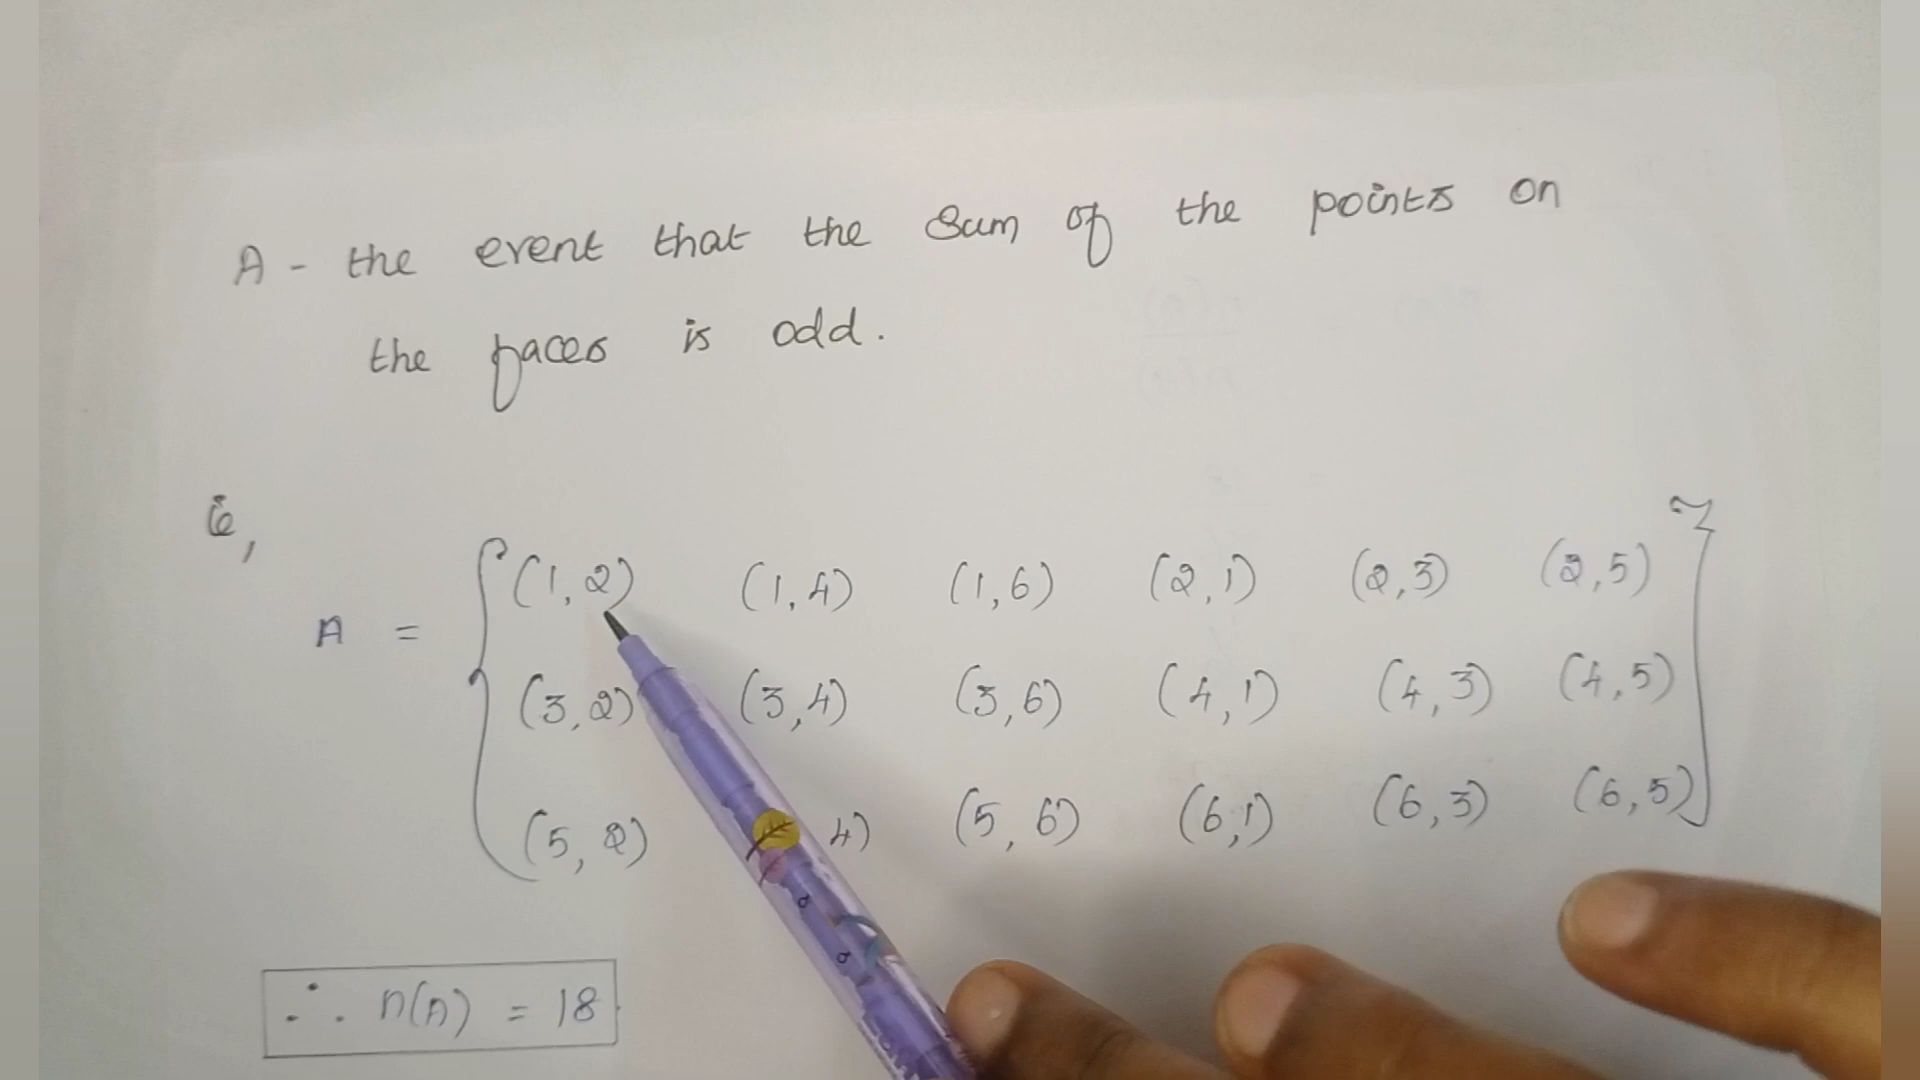 A - the event that the sum of the points on
the faces is odd.
ie,
A = { (1,2) (1,4) (1,6) (2,1) (2,3) (2,5)
(3,2) (3,4) (3,6) (4,1) (4,3) (4,5)
(5,2) 4) (5,6) (6,1) (6,3) (6,5) }
∴ n(A) = 18